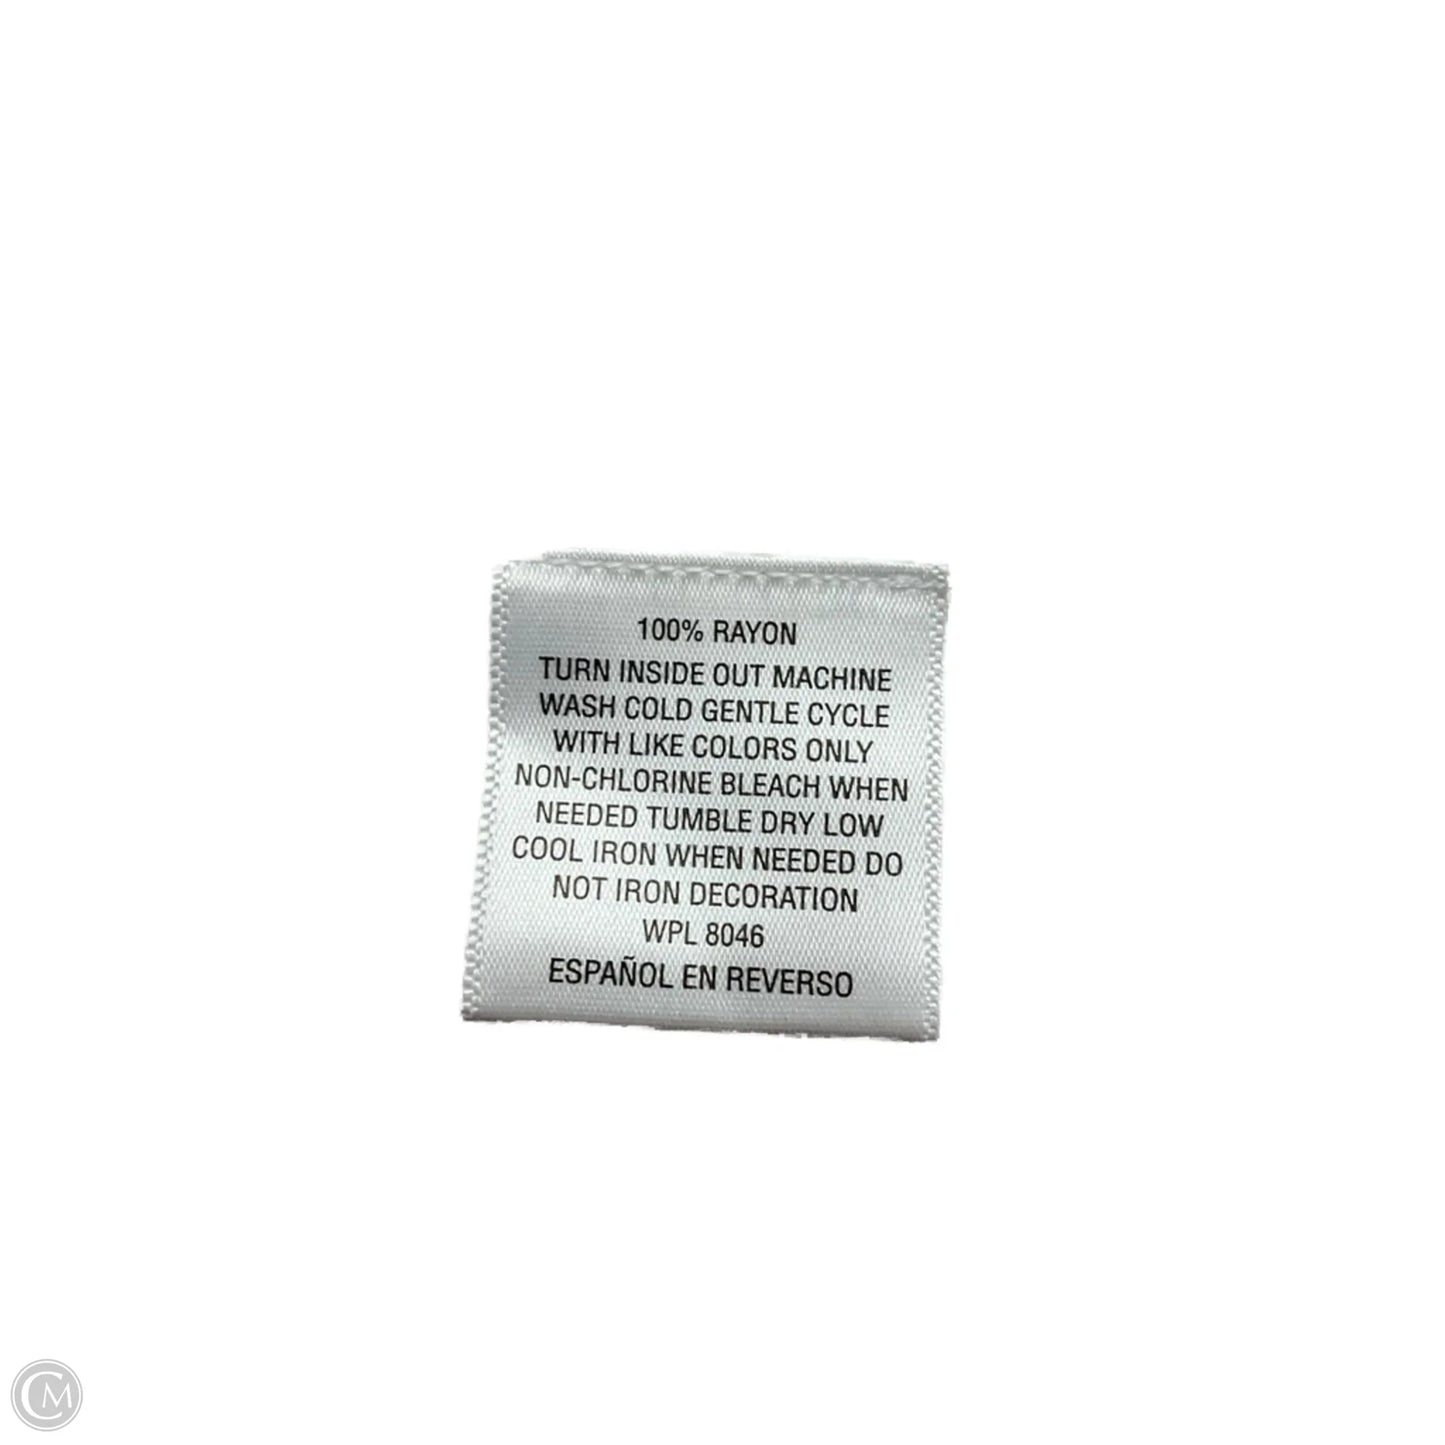 100% RAYON
TURN INSIDE OUT MACHINE
WASH COLD GENTLE CYCLE
WITH LIKE COLORS ONLY
NON-CHLORINE BLEACH WHEN
NEEDED TUMBLE DRY LOW
COOL IRON WHEN NEEDED DO
NOT IRON DECORATION
WPL 8046
ESPAÑOL EN REVERSO
CM